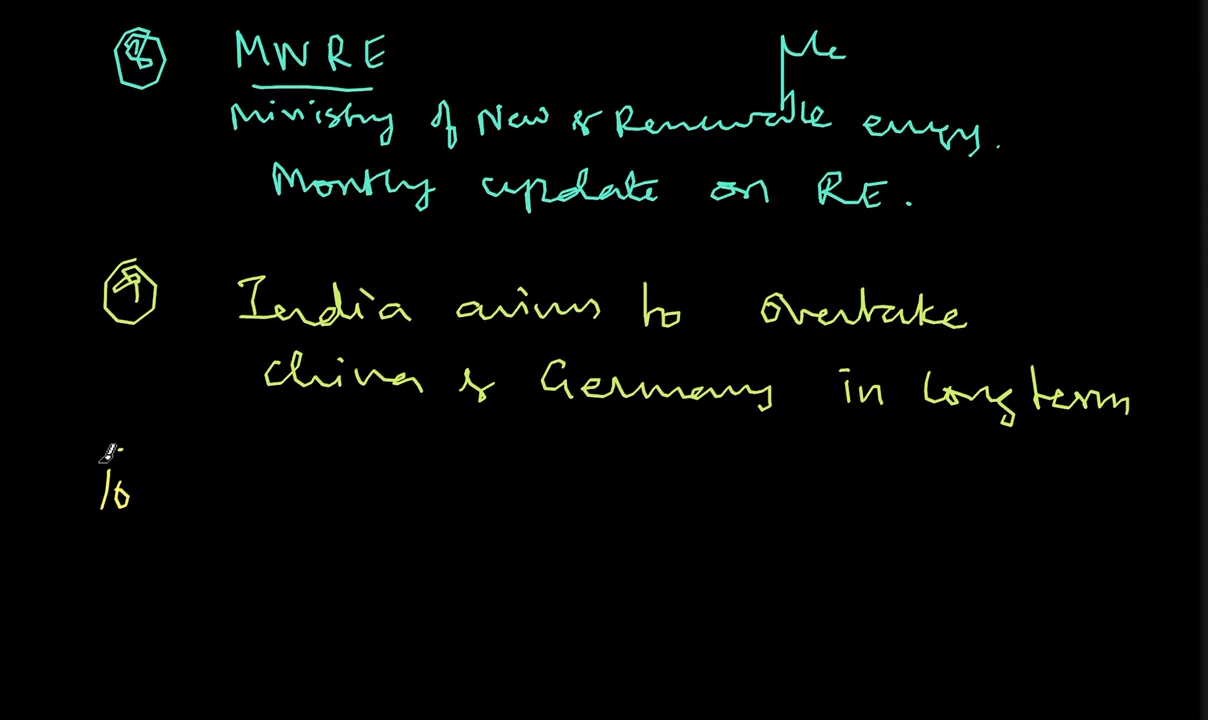 8 MNRE
Ministry of New & Renewable energy.
Monthly update on RE.
9 India aims to overtake
China & Germany in long term
10